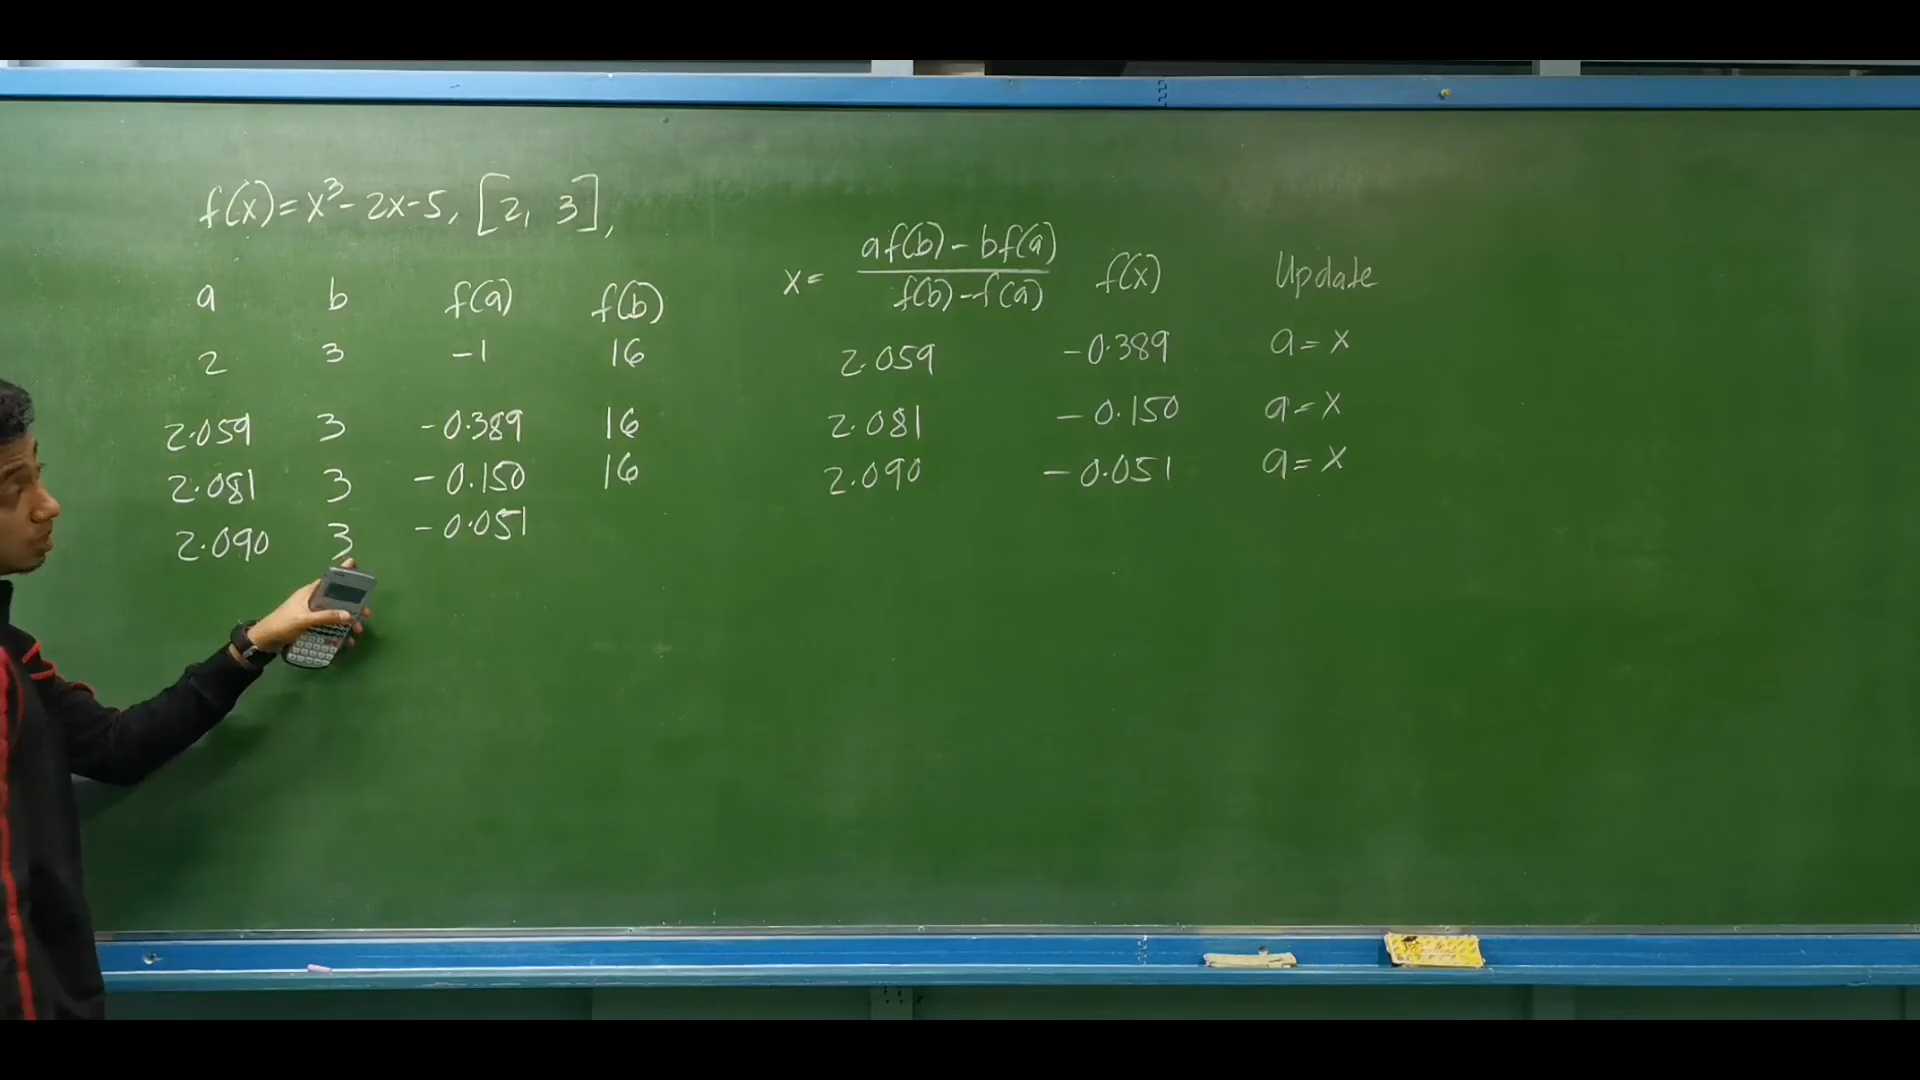 f(x) = x³ - 2x - 5, [2, 3],
a b f(a) f(b) x = af(b) - bf(a) / f(b) - f(a) f(x) Update
2 3 -1 16 2.059 -0.389 a = x
2.059 3 -0.389 16 2.081 -0.150 a = x
2.081 3 -0.150 16 2.090 -0.051 a = x
2.090 3 -0.051